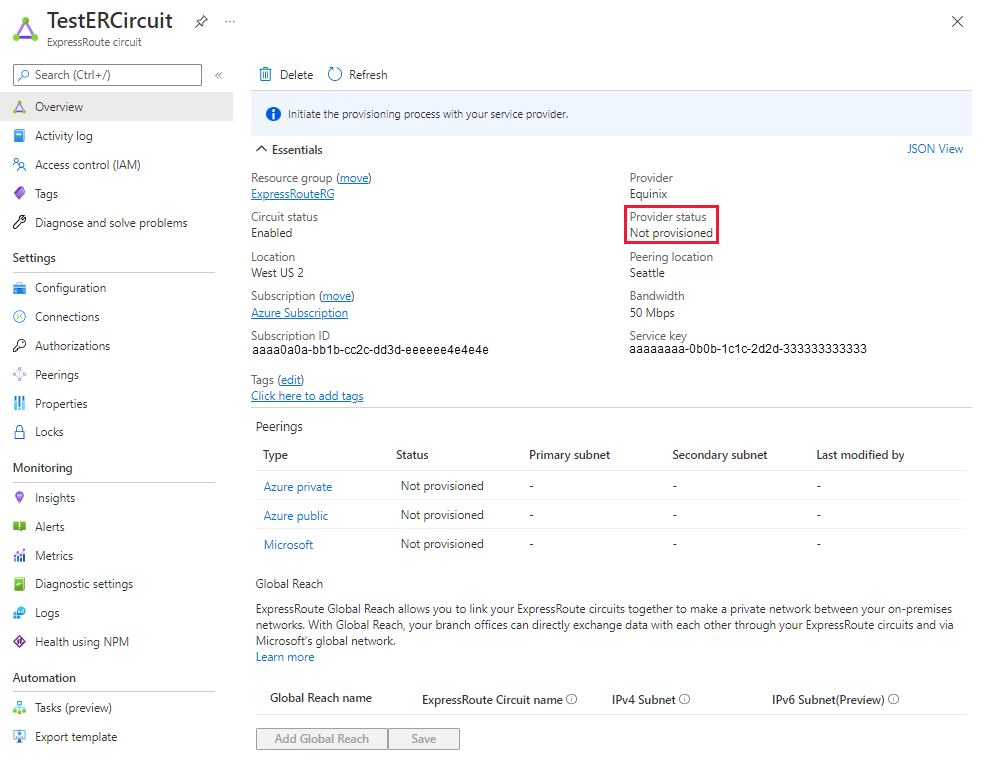 TestERCircuit
ExpressRoute circuit
Search (Ctrl+/)
Overview
Activity log
Access control (IAM)
Tags
Diagnose and solve problems
Settings
Configuration
Connections
Authorizations
Peerings
Properties
Locks
Monitoring
Insights
Alerts
Metrics
Diagnostic settings
Logs
Health using NPM
Automation
Tasks (preview)
Export template
Delete Refresh
Initiate the provisioning process with your service provider.
Essentials
JSON View
Resource group (move)
ExpressRouteRG
Circuit status
Enabled
Location
West US 2
Subscription (move)
Azure Subscription
Subscription ID
aaaa0a0a-bb1b-cc2c-dd3d-eeeeee4e4e4e
Provider
Equinix
Provider status
Not provisioned
Peering location
Seattle
Bandwidth
50 Mbps
Service key
aaaaaaaa-0b0b-1c1c-2d2d-333333333333
Tags (edit)
Click here to add tags
Peerings
Type Status Primary subnet Secondary subnet Last modified by
Azure private Not provisioned - - -
Azure public Not provisioned - - -
Microsoft Not provisioned - - -
Global Reach
ExpressRoute Global Reach allows you to link your ExpressRoute circuits together to make a private network between your on-premises
networks. With Global Reach, your branch offices can directly exchange data with each other through your ExpressRoute circuits and via
Microsoft's global network.
Learn more
Global Reach name ExpressRoute Circuit name IPv4 Subnet IPv6 Subnet(Preview)
Add Global Reach Save